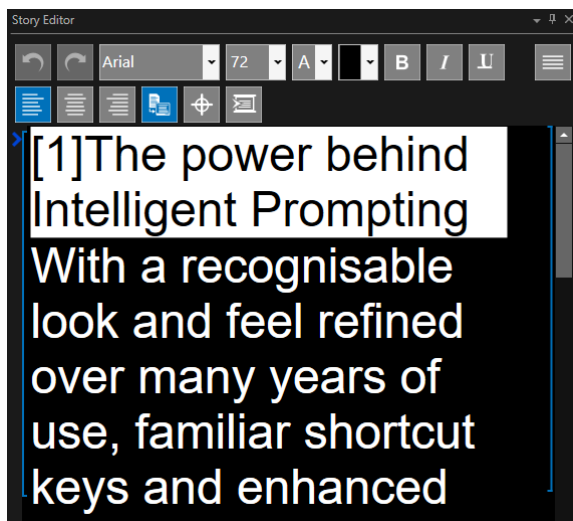 Story Editor
Arial 72 A B I U
[1]The power behind
Intelligent Prompting
With a recognisable
look and feel refined
over many years of
use, familiar shortcut
keys and enhanced